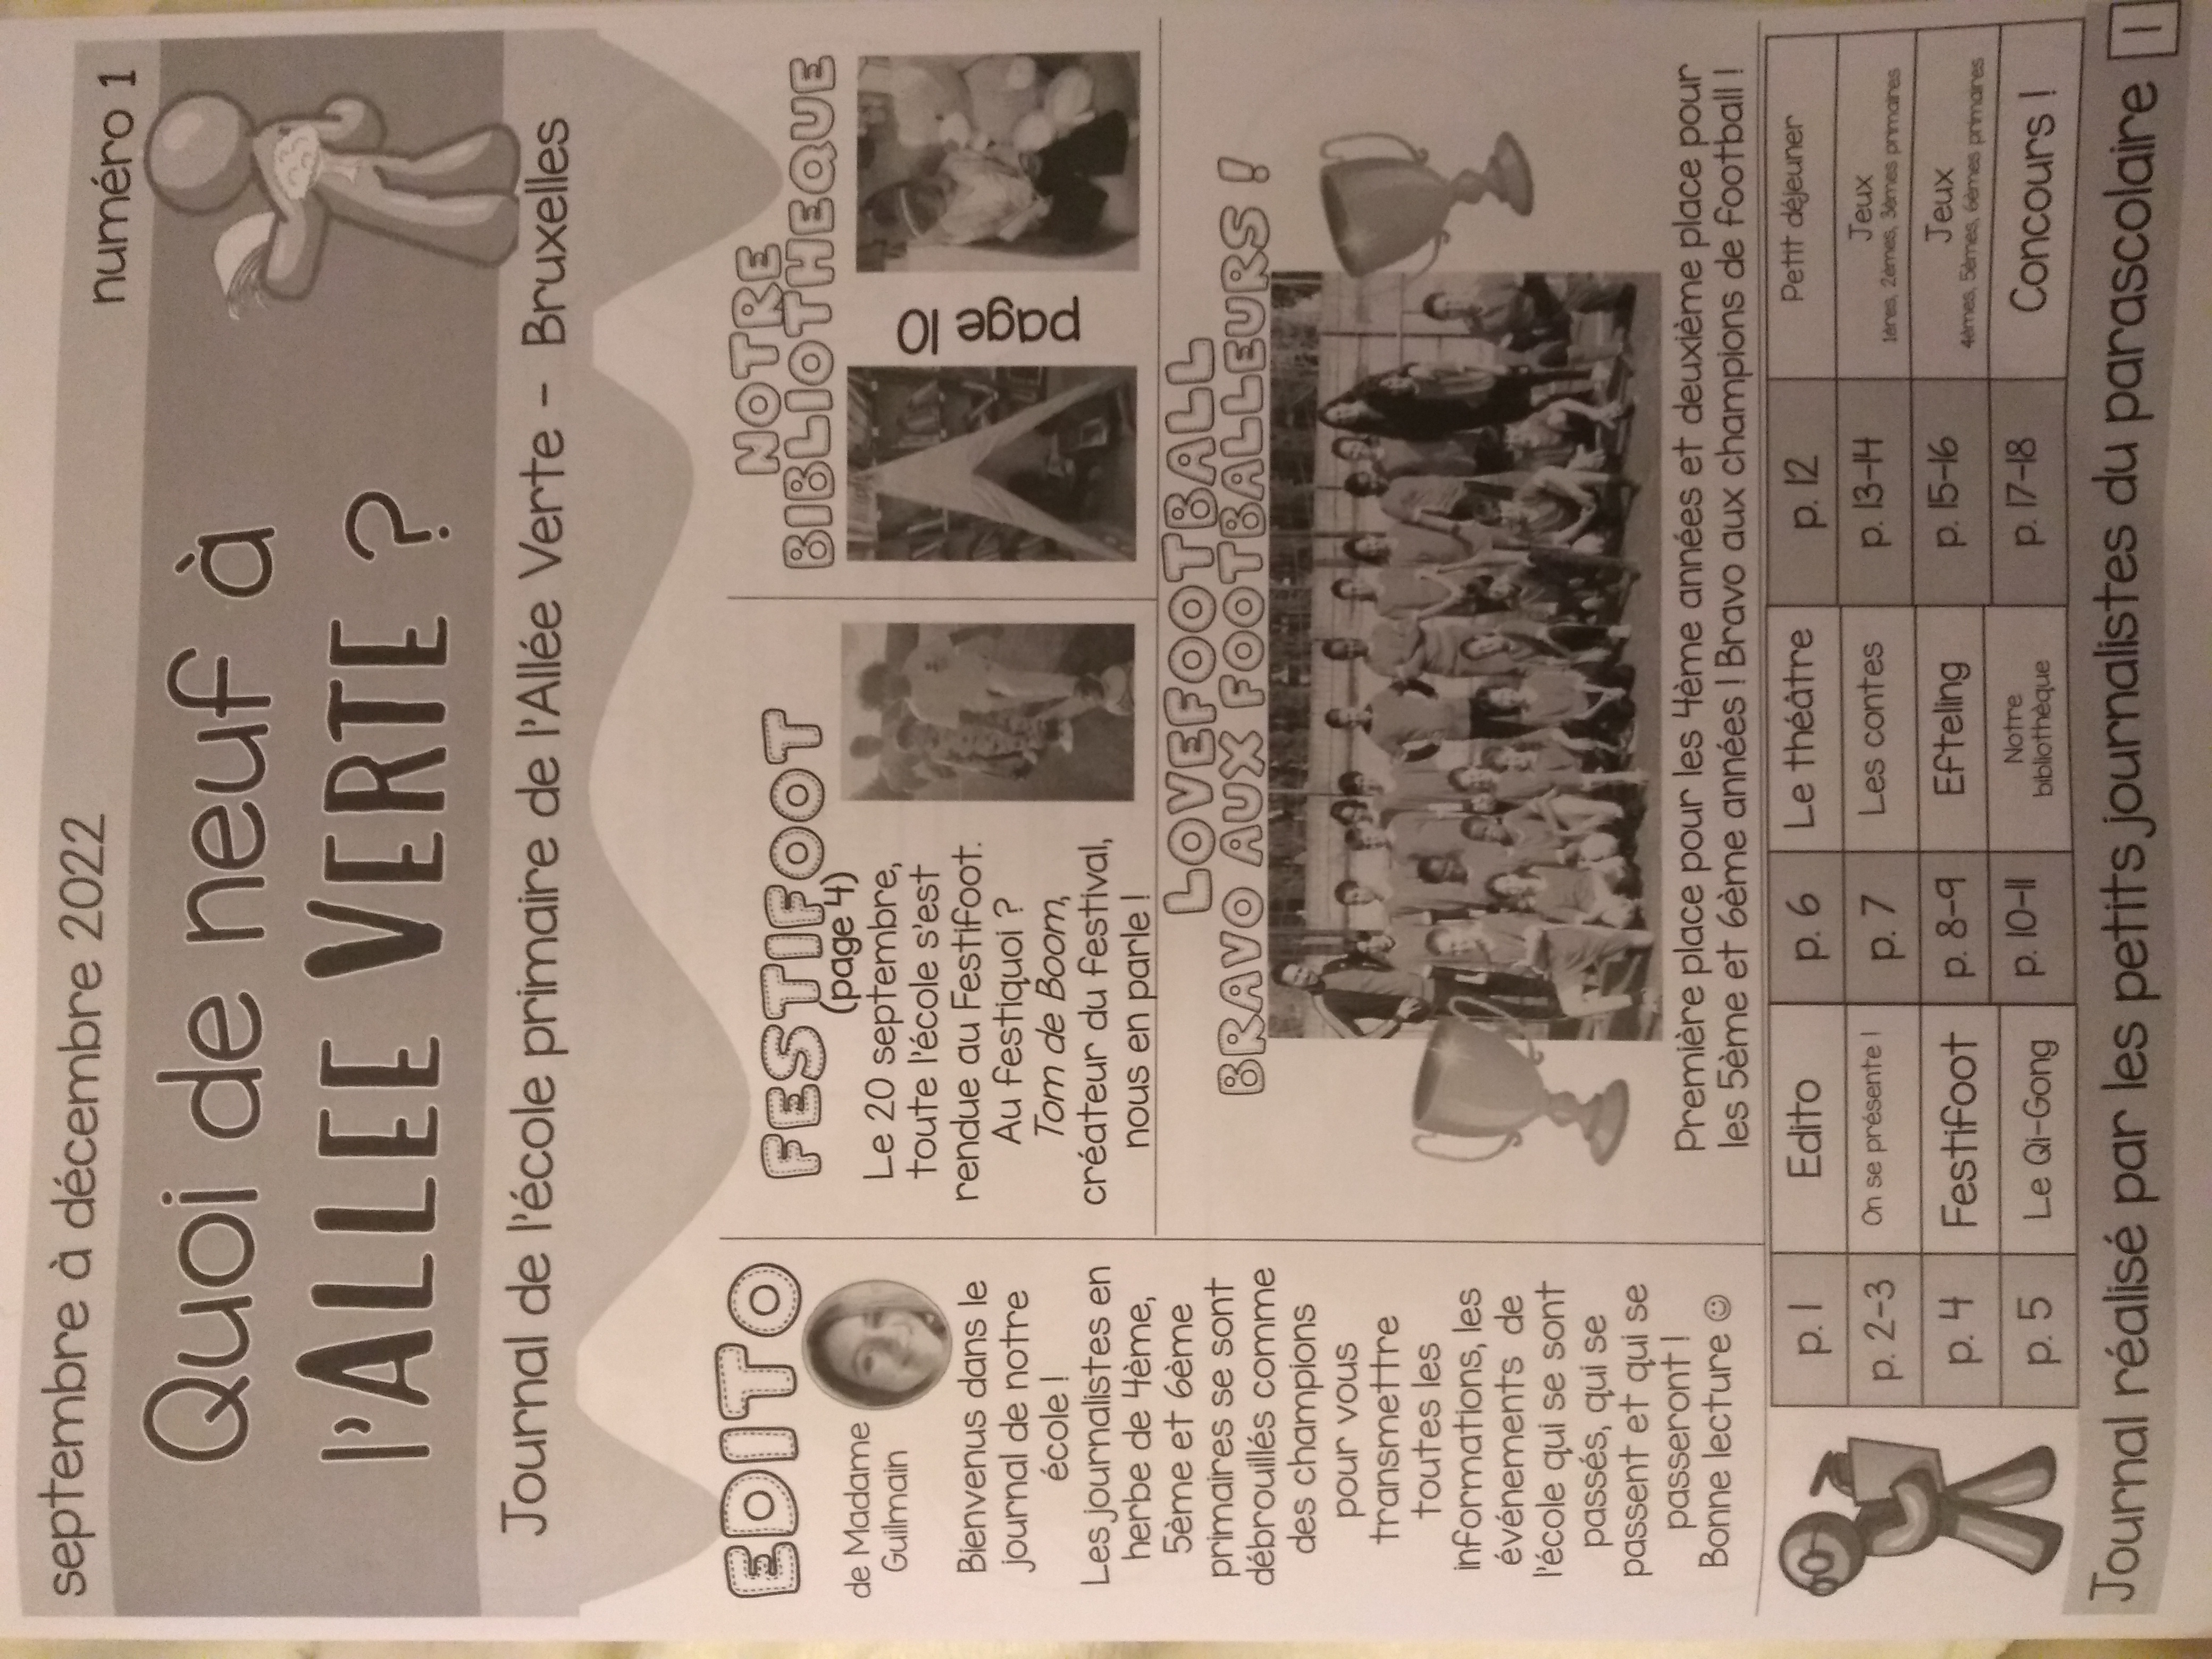 septembre à décembre 2022
numéro 1
Quoi de neuf à
l'ALLEE VERTE ?
Journal de l'école primaire de l'Allée Verte - Bruxelles
EDITO
de Madame
Guilmain
Bienvenus dans le
journal de notre
école !
Les journalistes en
herbe de 4ème,
5ème et 6ème
primaires se sont
débrouillés comme
des champions
pour vous
transmettre
toutes les
informations, les
événements de
l'école qui se sont
passés, qui se
passent et qui se
passeront !
Bonne lecture ☺
FESTIFOOT
(page 4)
Le 20 septembre,
toute l'école s'est
rendue au Festifoot.
Au festiquoi ?
Tom de Boom,
créateur du festival,
nous en parle !
NOTRE
BIBLIOTHEQUE
page 10
LOVEFOOTBALL
BRAVO AUX FOOTBALLEURS !
Première place pour les 4ème années et deuxième place pour
les 5ème et 6ème années ! Bravo aux champions de football !
p. 1 Edito p. 6 Le théâtre p. 12 Petit déjeuner
p. 2-3 On se présente ! p. 7 Les contes p. 13-14 Jeux
1ères, 2èmes, 3èmes primaires
p. 4 Festifoot p. 8-9 Efteling p. 15-16 Jeux
4èmes, 5èmes, 6èmes primaires
p. 5 Le Qi-Gong p. 10-11 Notre
bibliothèque p. 17-18 Concours !
Journal réalisé par les petits journalistes du parascolaire
1